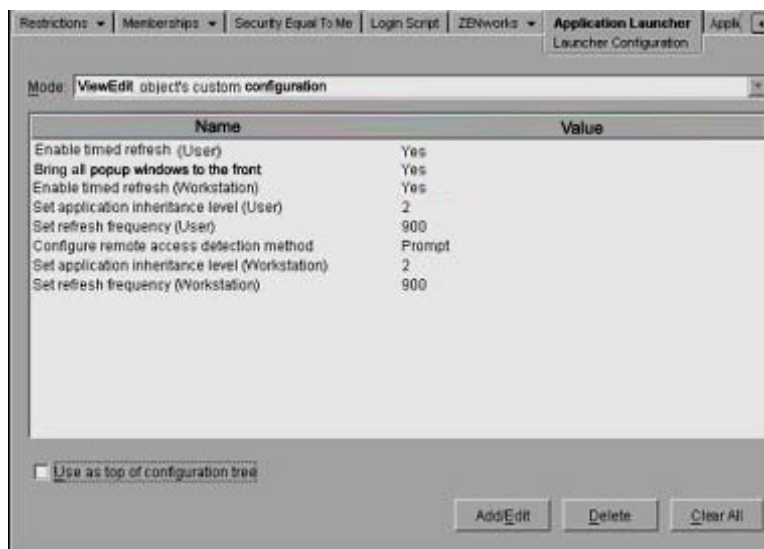 Restrictions Memberships Security Equal To Me Login Script ZENworks Application Launcher Applic
Launcher Configuration
Mode: ViewEdit object's custom configuration
Name Value
Enable timed refresh (User) Yes
Bring all popup windows to the front Yes
Enable timed refresh (Workstation) Yes
Set application inheritance level (User) 2
Set refresh frequency (User) 900
Configure remote access detection method Prompt
Set application inheritance level (Workstation) 2
Set refresh frequency (Workstation) 900
Use as top of configuration tree
Add/Edit Delete Clear All